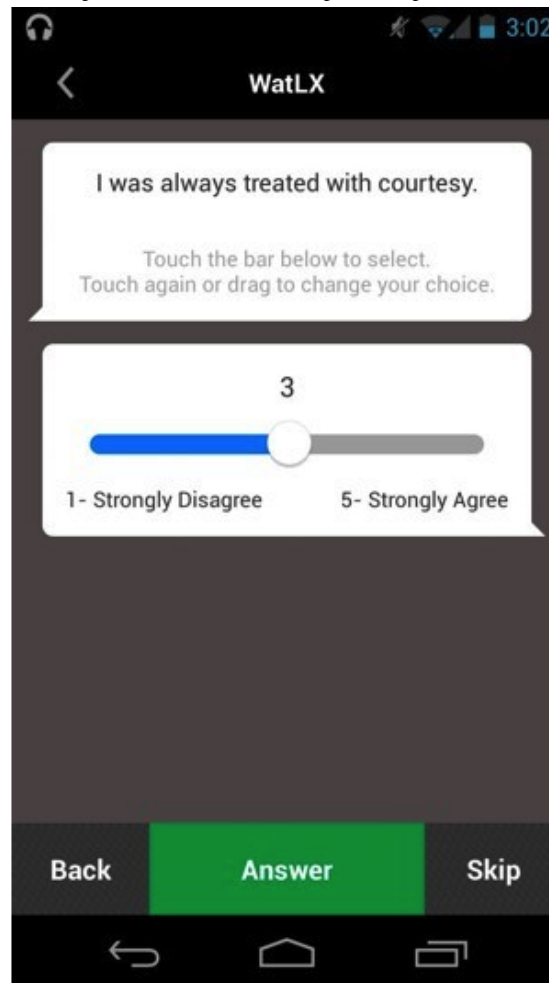 3:02
WatLX
I was always treated with courtesy.
Touch the bar below to select.
Touch again or drag to change your choice.
3
1- Strongly Disagree 5- Strongly Agree
Back Answer Skip